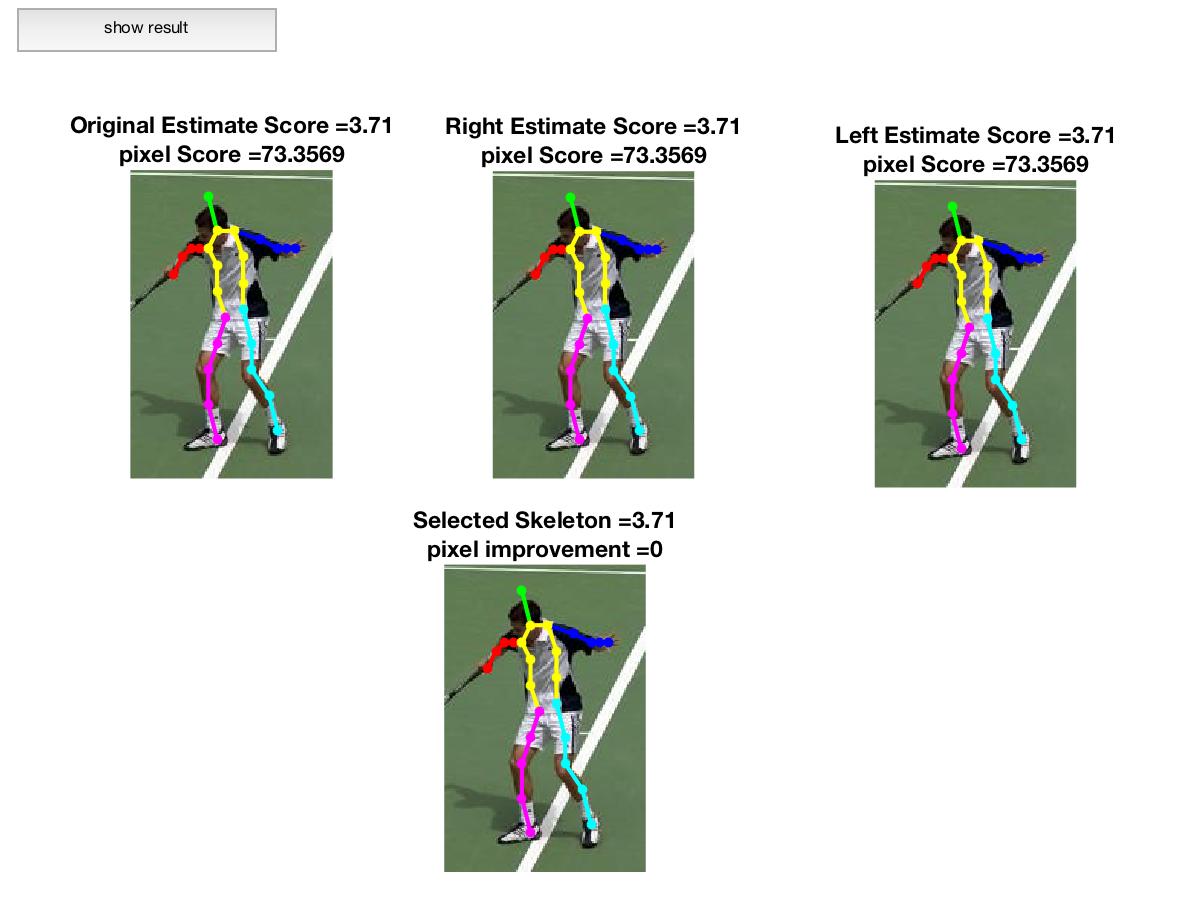 show result
Original Estimate Score =3.71
pixel Score =73.3569
Right Estimate Score =3.71
pixel Score =73.3569
Left Estimate Score =3.71
pixel Score =73.3569
Selected Skeleton =3.71
pixel improvement =0